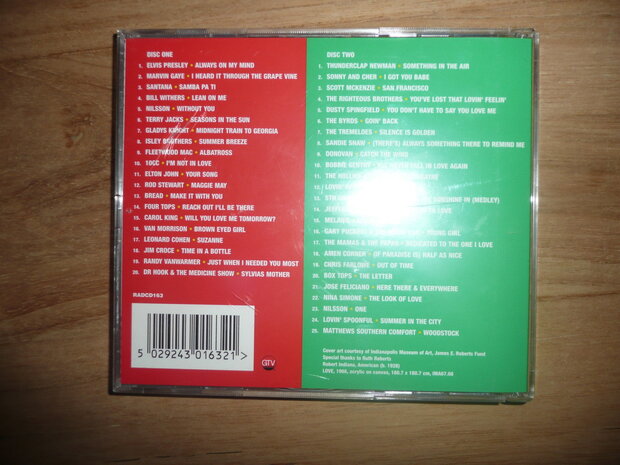 DISC ONE
1. ELVIS PRESLEY • ALWAYS ON MY MIND
2. MARVIN GAYE • I HEARD IT THROUGH THE GRAPE VINE
3. SANTANA • SAMBA PA TI
4. BILL WITHERS • LEAN ON ME
5. NILSSON • WITHOUT YOU
6. TERRY JACKS • SEASONS IN THE SUN
7. GLADYS KNIGHT • MIDNIGHT TRAIN TO GEORGIA
8. ISLEY BROTHERS • SUMMER BREEZE
9. FLEETWOOD MAC • ALBATROSS
10. 10CC • I'M NOT IN LOVE
11. ELTON JOHN • YOUR SONG
12. ROD STEWART • MAGGIE MAY
13. BREAD • MAKE IT WITH YOU
14. FOUR TOPS • REACH OUT I'LL BE THERE
15. CAROL KING • WILL YOU LOVE ME TOMORROW?
16. VAN MORRISON • BROWN EYED GIRL
17. LEONARD COHEN • SUZANNE
18. JIM CROCE • TIME IN A BOTTLE
19. RANDY VANWARMER • JUST WHEN I NEEDED YOU MOST
20. DR HOOK & THE MEDICINE SHOW • SYLVIAS MOTHER
RADCD163
5 029243 016321 >
GTV
DISC TWO
1. THUNDERCLAP NEWMAN • SOMETHING IN THE AIR
2. SONNY AND CHER • I GOT YOU BABE
3. SCOTT MCKENZIE • SAN FRANCISCO
4. THE RIGHTEOUS BROTHERS • YOU'VE LOST THAT LOVIN' FEELIN'
5. DUSTY SPINGFIELD • YOU DON'T HAVE TO SAY YOU LOVE ME
6. THE BYRDS • GOIN' BACK
7. THE TREMELOES • SILENCE IS GOLDEN
8. SANDIE SHAW • (THERE'S) ALWAYS SOMETHING THERE TO REMIND ME
9. DONOVAN • CATCH THE WIND
10. BOBBIE GENTRY • NEVER FALL IN LOVE AGAIN
11. THE HOLLIES
12. LOVIN'
13. 5TH SUNSHINE IN (MEDLEY)
14. LOVE
15.
16. GARY PUCKETT YOUNG GIRL
17. THE MAMAS & THE PAPAS • DEDICATED TO THE ONE I LOVE
18. AMEN CORNER • (IF PARADISE IS) HALF AS NICE
19. CHRIS FARLOWE • OUT OF TIME
20. BOX TOPS • THE LETTER
21. JOSE FELICIANO • HERE THERE & EVERYWHERE
22. NINA SIMONE • THE LOOK OF LOVE
23. NILSSON • ONE
24. LOVIN' SPOONFUL • SUMMER IN THE CITY
25. MATTHEWS SOUTHERN COMFORT • WOODSTOCK
Cover art courtesy of Indianapolis Museum of Art, James E. Roberts Fund
Special thanks to Ruth Roberts
Robert Indiana, American (b. 1928)
LOVE, 1966, acrylic on canvas, 180.7 x 180.7 cm, IMA67.08